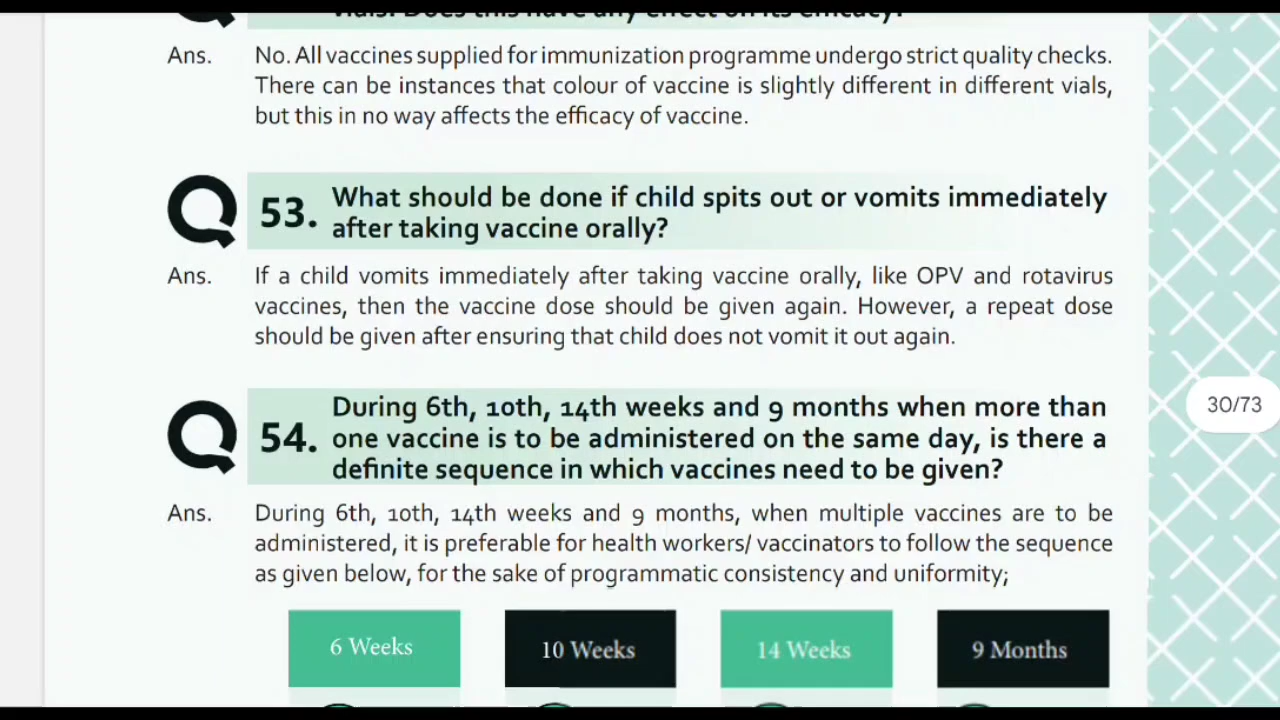 vials. Does this have any effect on its efficacy?
Ans. No. All vaccines supplied for immunization programme undergo strict quality checks.
There can be instances that colour of vaccine is slightly different in different vials,
but this in no way affects the efficacy of vaccine.
Q 53. What should be done if child spits out or vomits immediately
after taking vaccine orally?
Ans. If a child vomits immediately after taking vaccine orally, like OPV and rotavirus
vaccines, then the vaccine dose should be given again. However, a repeat dose
should be given after ensuring that child does not vomit it out again.
Q 54. During 6th, 10th, 14th weeks and 9 months when more than
one vaccine is to be administered on the same day, is there a
definite sequence in which vaccines need to be given?
30/73
Ans. During 6th, 10th, 14th weeks and 9 months, when multiple vaccines are to be
administered, it is preferable for health workers/ vaccinators to follow the sequence
as given below, for the sake of programmatic consistency and uniformity;
6 Weeks 10 Weeks 14 Weeks 9 Months